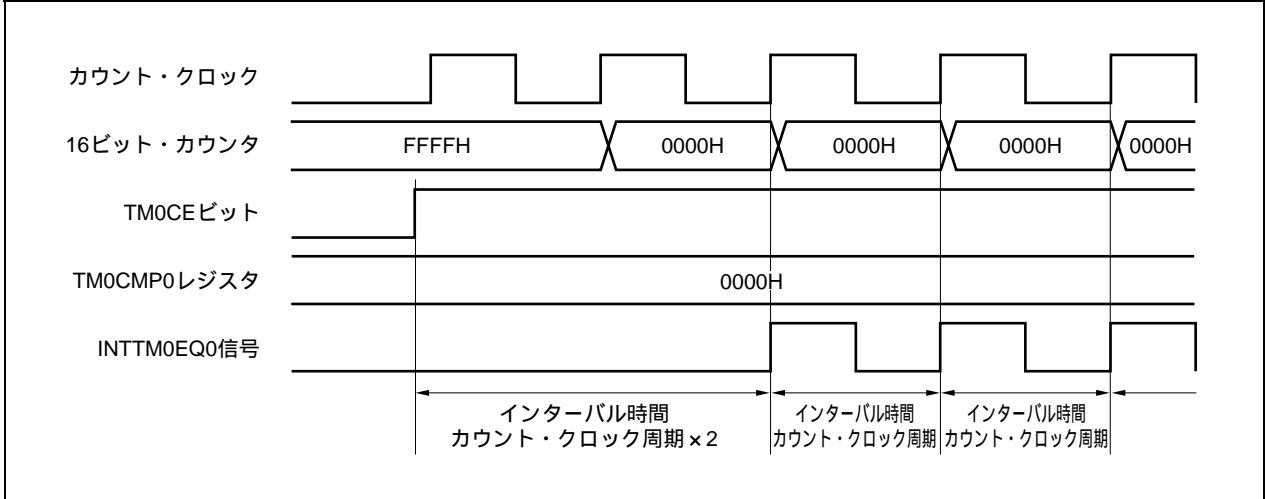 カウント・クロック
16ビット・カウンタ
FFFFH
0000H
0000H
0000H
0000H
TM0CEビット
TM0CMP0レジスタ
0000H
INTTM0EQ0信号
インターバル時間
カウント・クロック周期×2
インターバル時間
カウント・クロック周期
インターバル時間
カウント・クロック周期